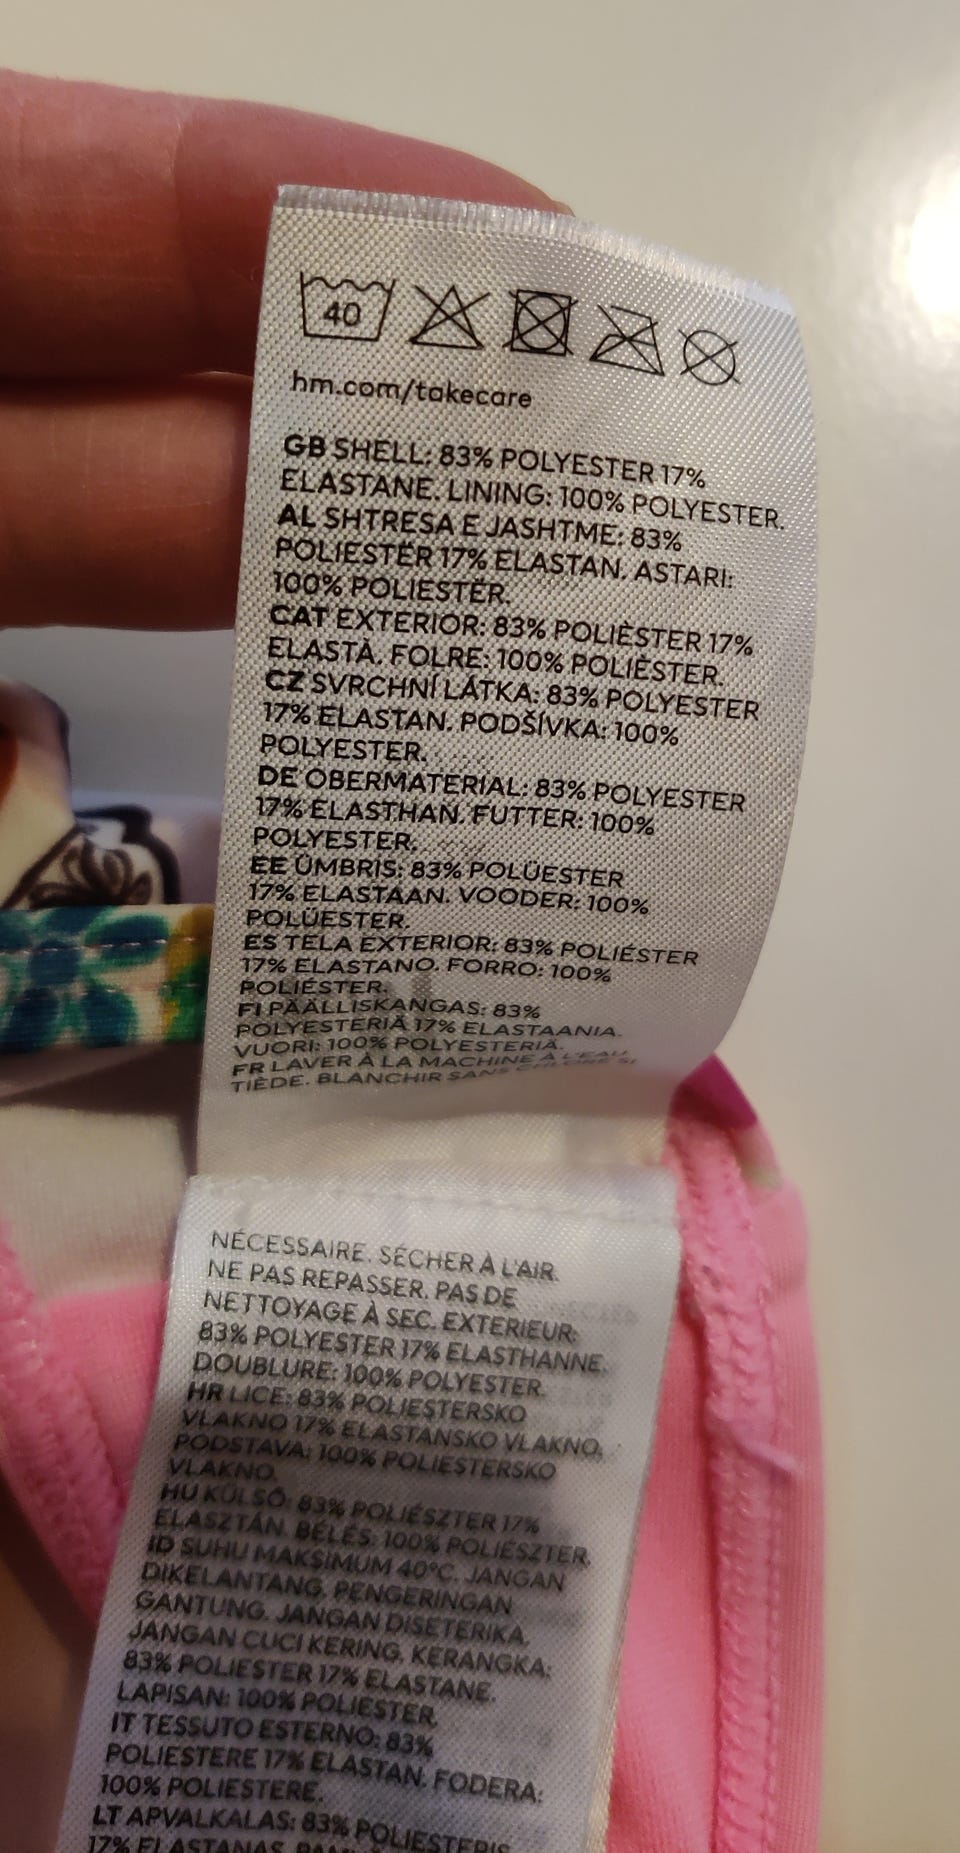 40
hm.com/takecare
GB SHELL: 83% POLYESTER 17%
ELASTANE. LINING: 100% POLYESTER.
AL SHTRESA E JASHTME: 83%
POLIESTËR 17% ELASTAN. ASTARI:
100% POLIESTËR.
CAT EXTERIOR: 83% POLIÈSTER 17%
ELASTÀ. FOLRE: 100% POLIÈSTER.
CZ SVRCHNÍ LÁTKA: 83% POLYESTER
17% ELASTAN. PODŠÍVKA: 100%
POLYESTER.
DE OBERMATERIAL: 83% POLYESTER
17% ELASTHAN. FUTTER: 100%
POLYESTER.
EE ÜMBRIS: 83% POLÜESTER
17% ELASTAAN. VOODER: 100%
POLÜESTER.
ES TELA EXTERIOR: 83% POLIÉSTER
17% ELASTANO. FORRO: 100%
POLIÉSTER.
FI PÄÄLLISKANGAS: 83%
POLYESTERIÄ 17% ELASTAANIA.
VUORI: 100% POLYESTERIÄ.
FR LAVER À LA MACHINE À L'EAU
TIÈDE. BLANCHIR SANS CHLORE SI
NÉCESSAIRE. SÉCHER À L'AIR.
NE PAS REPASSER. PAS DE
NETTOYAGE À SEC. EXTERIEUR:
83% POLYESTER 17% ELASTHANNE.
DOUBLURE: 100% POLYESTER.
HR LICE: 83% POLIESTERSKO
VLAKNO 17% ELASTANSKO VLAKNO.
PODSTAVA: 100% POLIESTERSKO
VLAKNO.
HU KÜLSŐ: 83% POLIÉSZTER 17%
ELASZTÁN. BÉLÉS: 100% POLIÉSZTER.
ID SUHU MAKSIMUM 40°C. JANGAN
DIKELANTANG. PENGERINGAN
GANTUNG. JANGAN DISETERIKA.
JANGAN CUCI KERING. KERANGKA:
83% POLIESTER 17% ELASTANE.
LAPISAN: 100% POLIESTER.
IT TESSUTO ESTERNO: 83%
POLIESTERE 17% ELASTAN. FODERA:
100% POLIESTERE.
LT APVALKALAS: 83% POLIESTERIS
17% ELASTANAS.